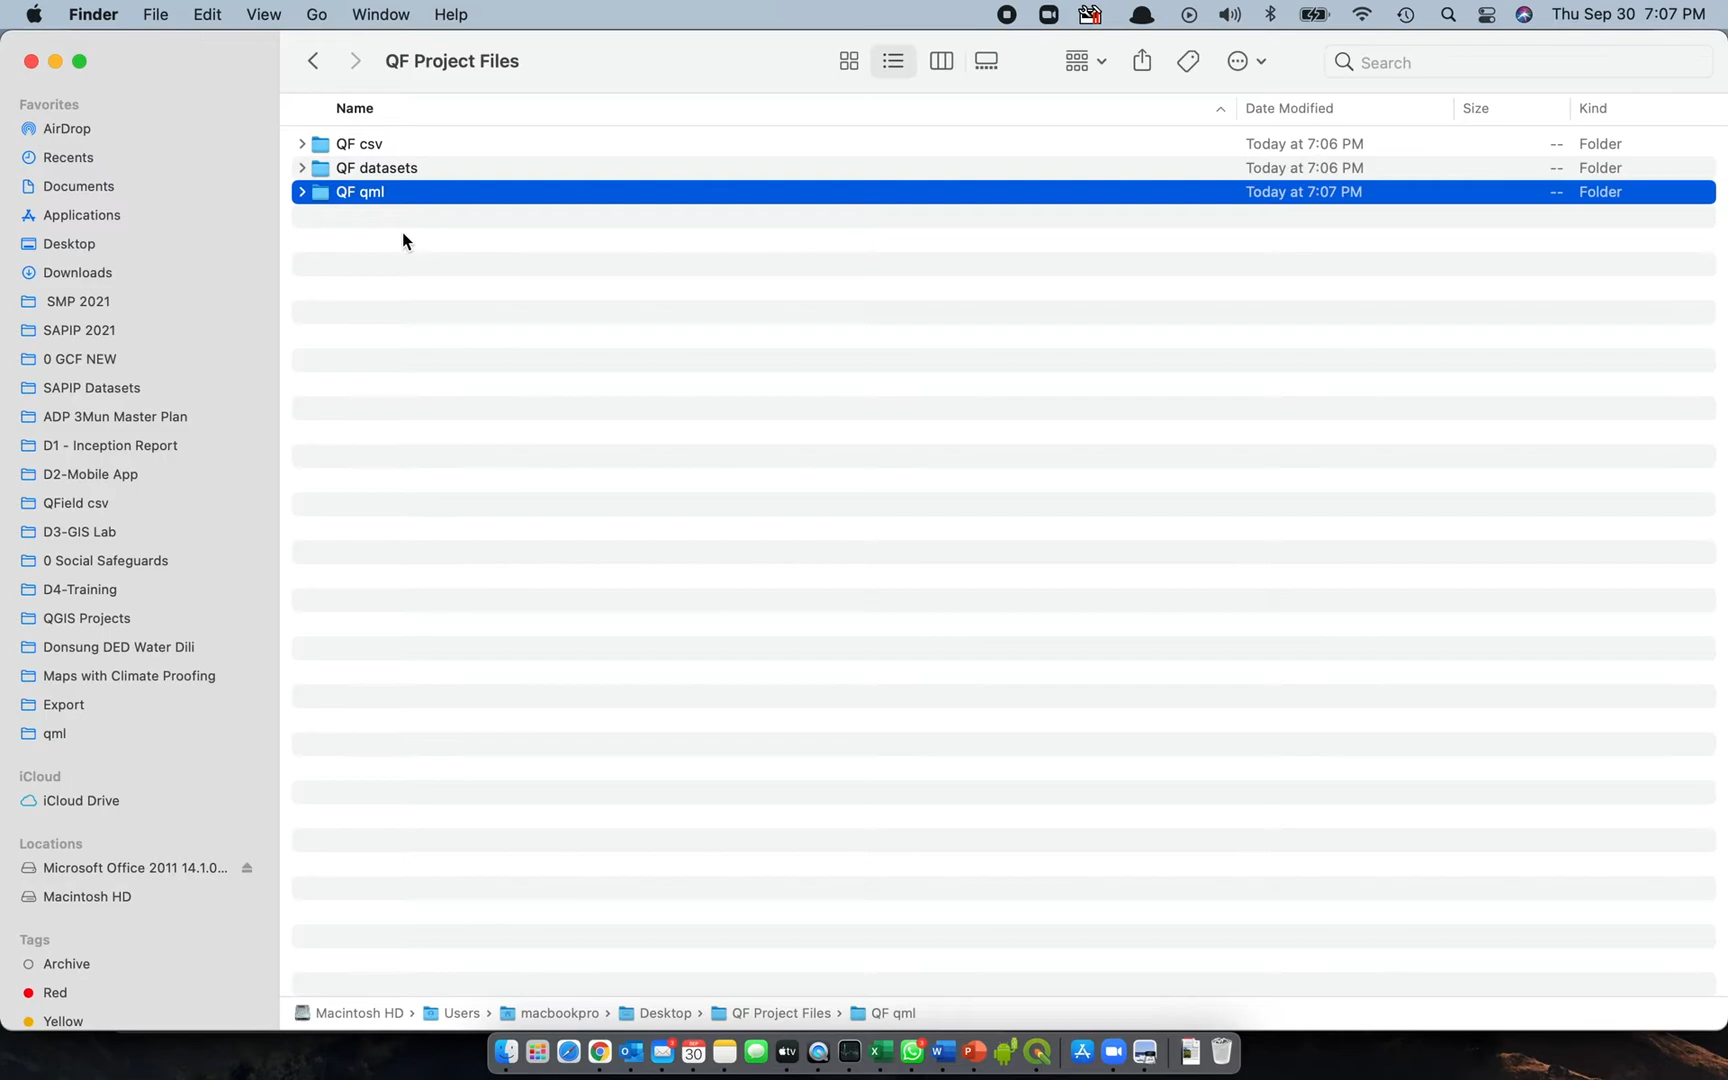 Finder File Edit View Go Window Help Thu Sep 30 7:07 PM
QF Project Files Search
Name Date Modified Size Kind
QF csv Today at 7:06 PM -- Folder
QF datasets Today at 7:06 PM -- Folder
QF qml Today at 7:07 PM -- Folder
Favorites
AirDrop
Recents
Documents
Applications
Desktop
Downloads
SMP 2021
SAPIP 2021
0 GCF NEW
SAPIP Datasets
ADP 3Mun Master Plan
D1 - Inception Report
D2-Mobile App
QField csv
D3-GIS Lab
0 Social Safeguards
D4-Training
QGIS Projects
Donsung DED Water Dili
Maps with Climate Proofing
Export
qml
iCloud
iCloud Drive
Locations
Microsoft Office 2011 14.1.0...
Macintosh HD
Tags
Archive
Red
Yellow
Macintosh HD › Users › macbookpro › Desktop › QF Project Files › QF qml
SEP
30
tv